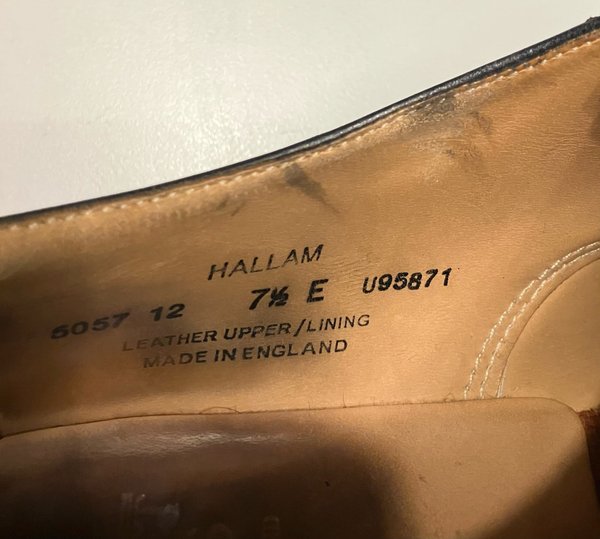 HALLAM
5057 12 7½ E U95871
LEATHER UPPER/LINING
MADE IN ENGLAND